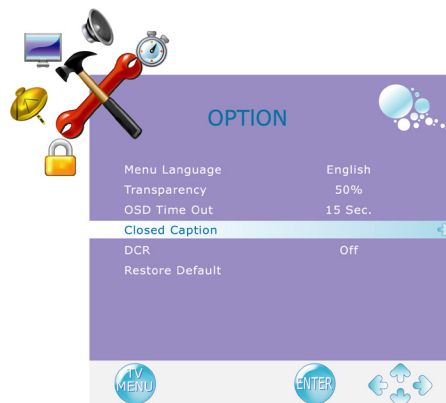 OPTION
Menu Language English
Transparency 50%
OSD Time Out 15 Sec.
Closed Caption
DCR Off
Restore Default
TV
MENU
ENTER